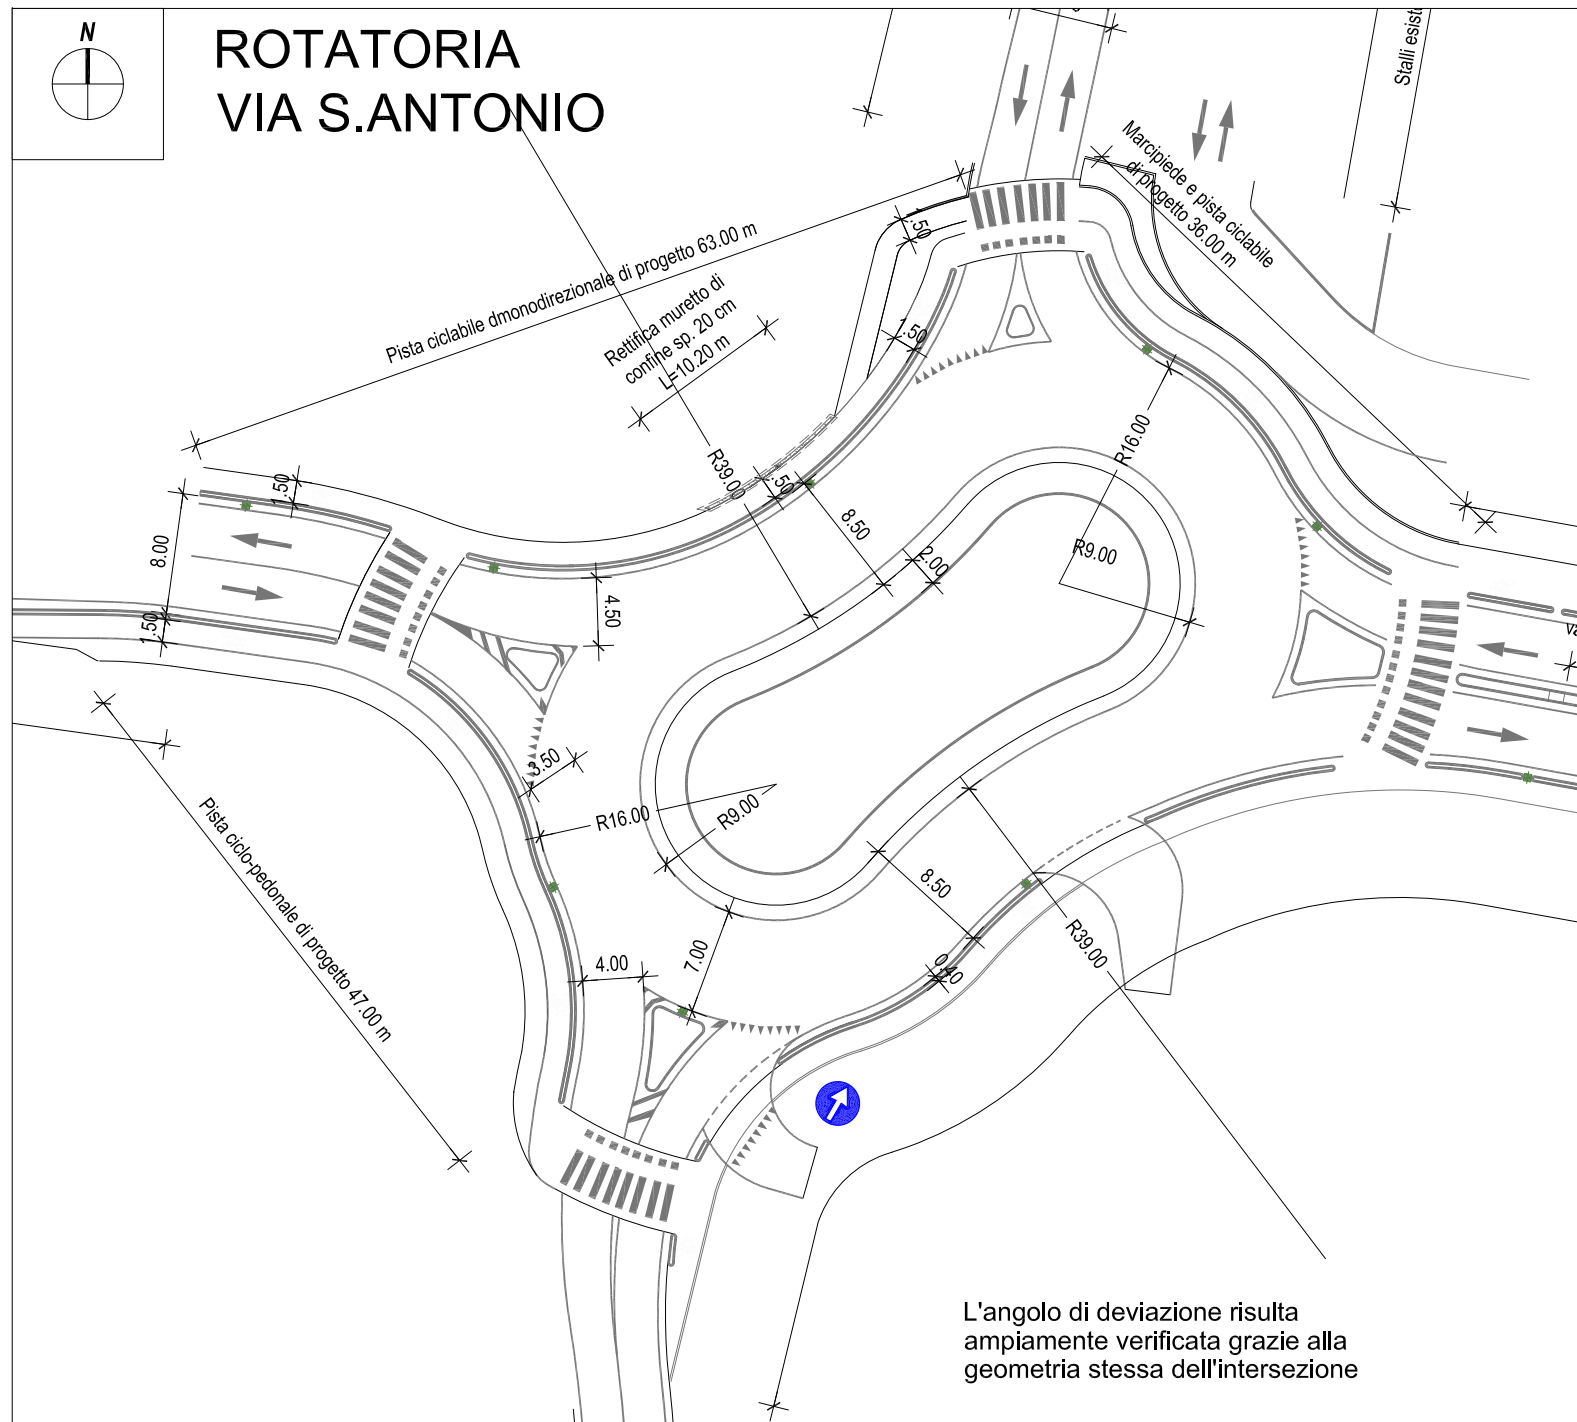 N
ROTATORIA
VIA S.ANTONIO
Stalli esist
Marcipiede e pista ciclabile
di progetto 36.00 m
Pista ciclabile dmonodirezionale di progetto 63.00 m
Rettifica muretto di
confine sp. 20 cm
L=10.20 m
.50
1.50
R39.00
.50
R16.00
8.50
2.00
R9.00
1.50
8.00
1.50
4.50
3.50
R16.00
R9.00
8.50
R39.00
0.40
4.00
7.00
Pista ciclo-pedonale di progetto 47.00 m
L'angolo di deviazione risulta
ampiamente verificata grazie alla
geometria stessa dell'intersezione